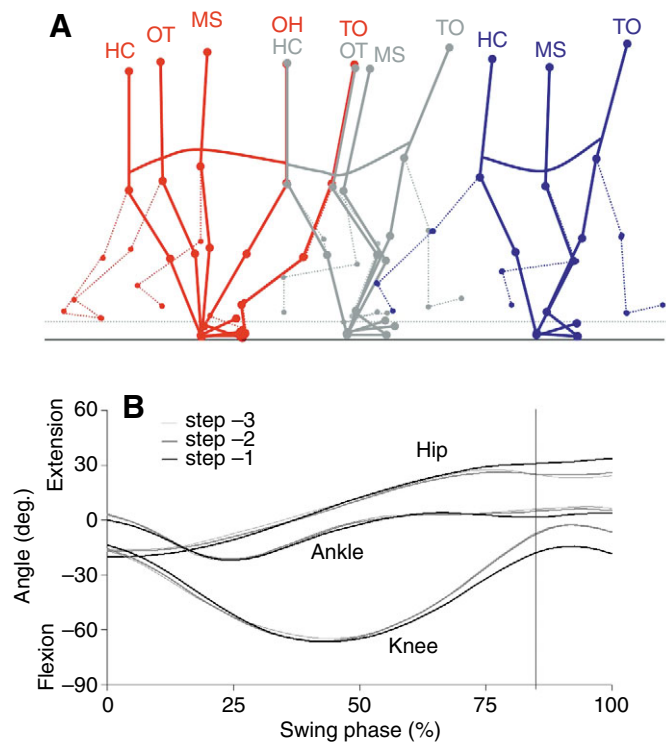 A
HC
OT
MS
OH
HC
TO
OT
MS
TO
HC
MS
TO
B
60
30
0
−30
−60
−90
Extension
Angle (deg.)
Flexion
step –3
step –2
step –1
Hip
Ankle
Knee
0
25
50
75
100
Swing phase (%)